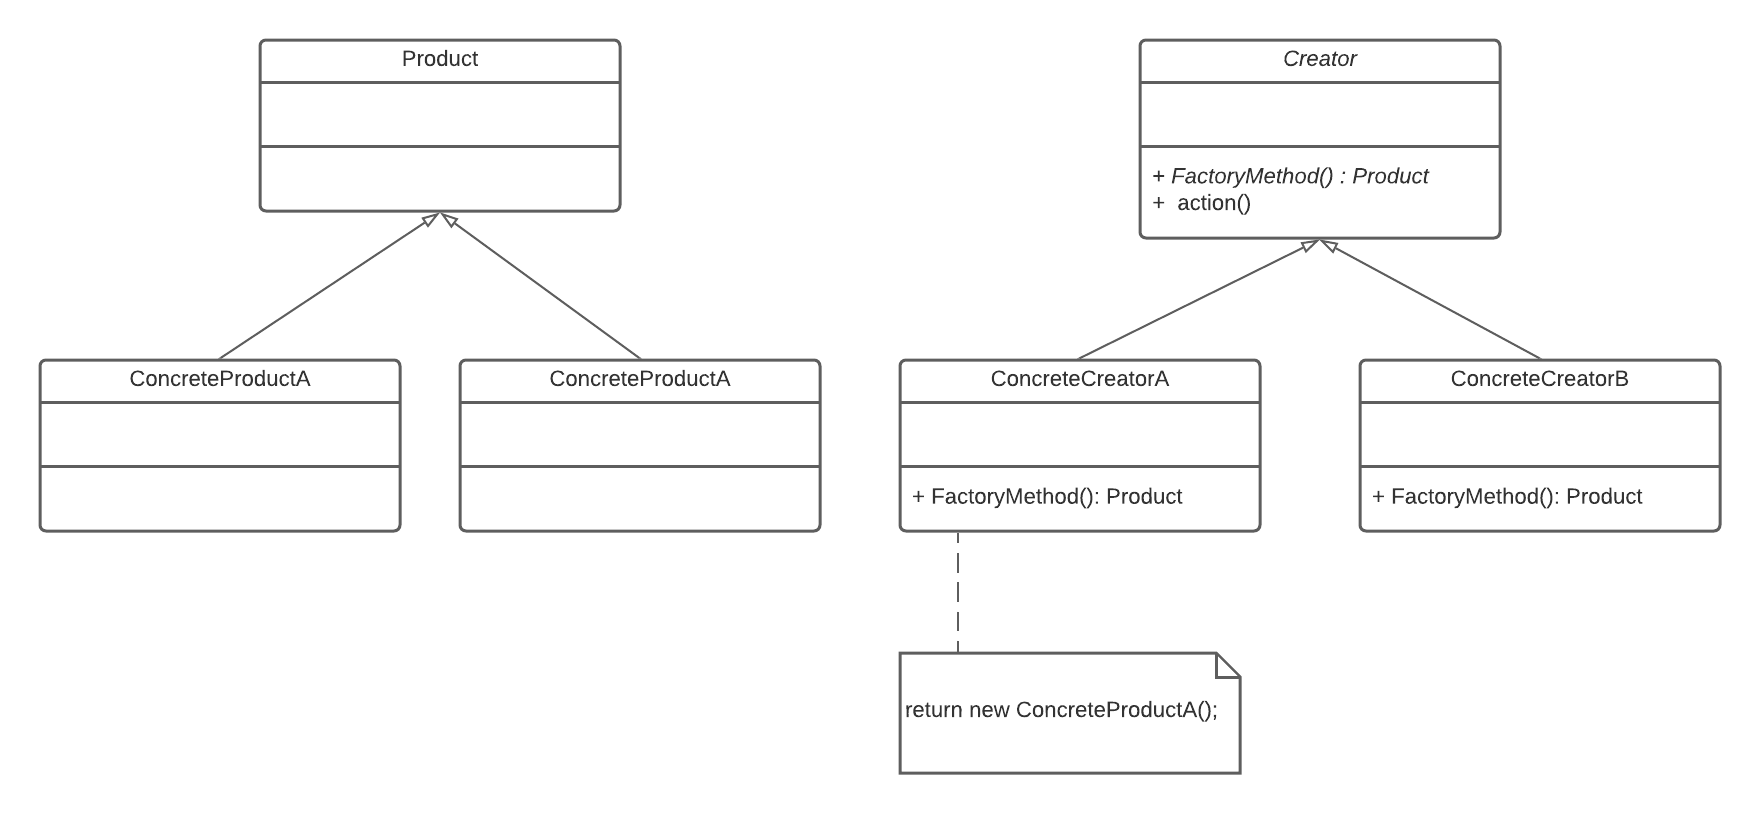 Product
Creator
+ FactoryMethod() : Product
+ action()
ConcreteProductA
ConcreteProductA
ConcreteCreatorA
ConcreteCreatorB
+ FactoryMethod(): Product
+ FactoryMethod(): Product
return new ConcreteProductA();